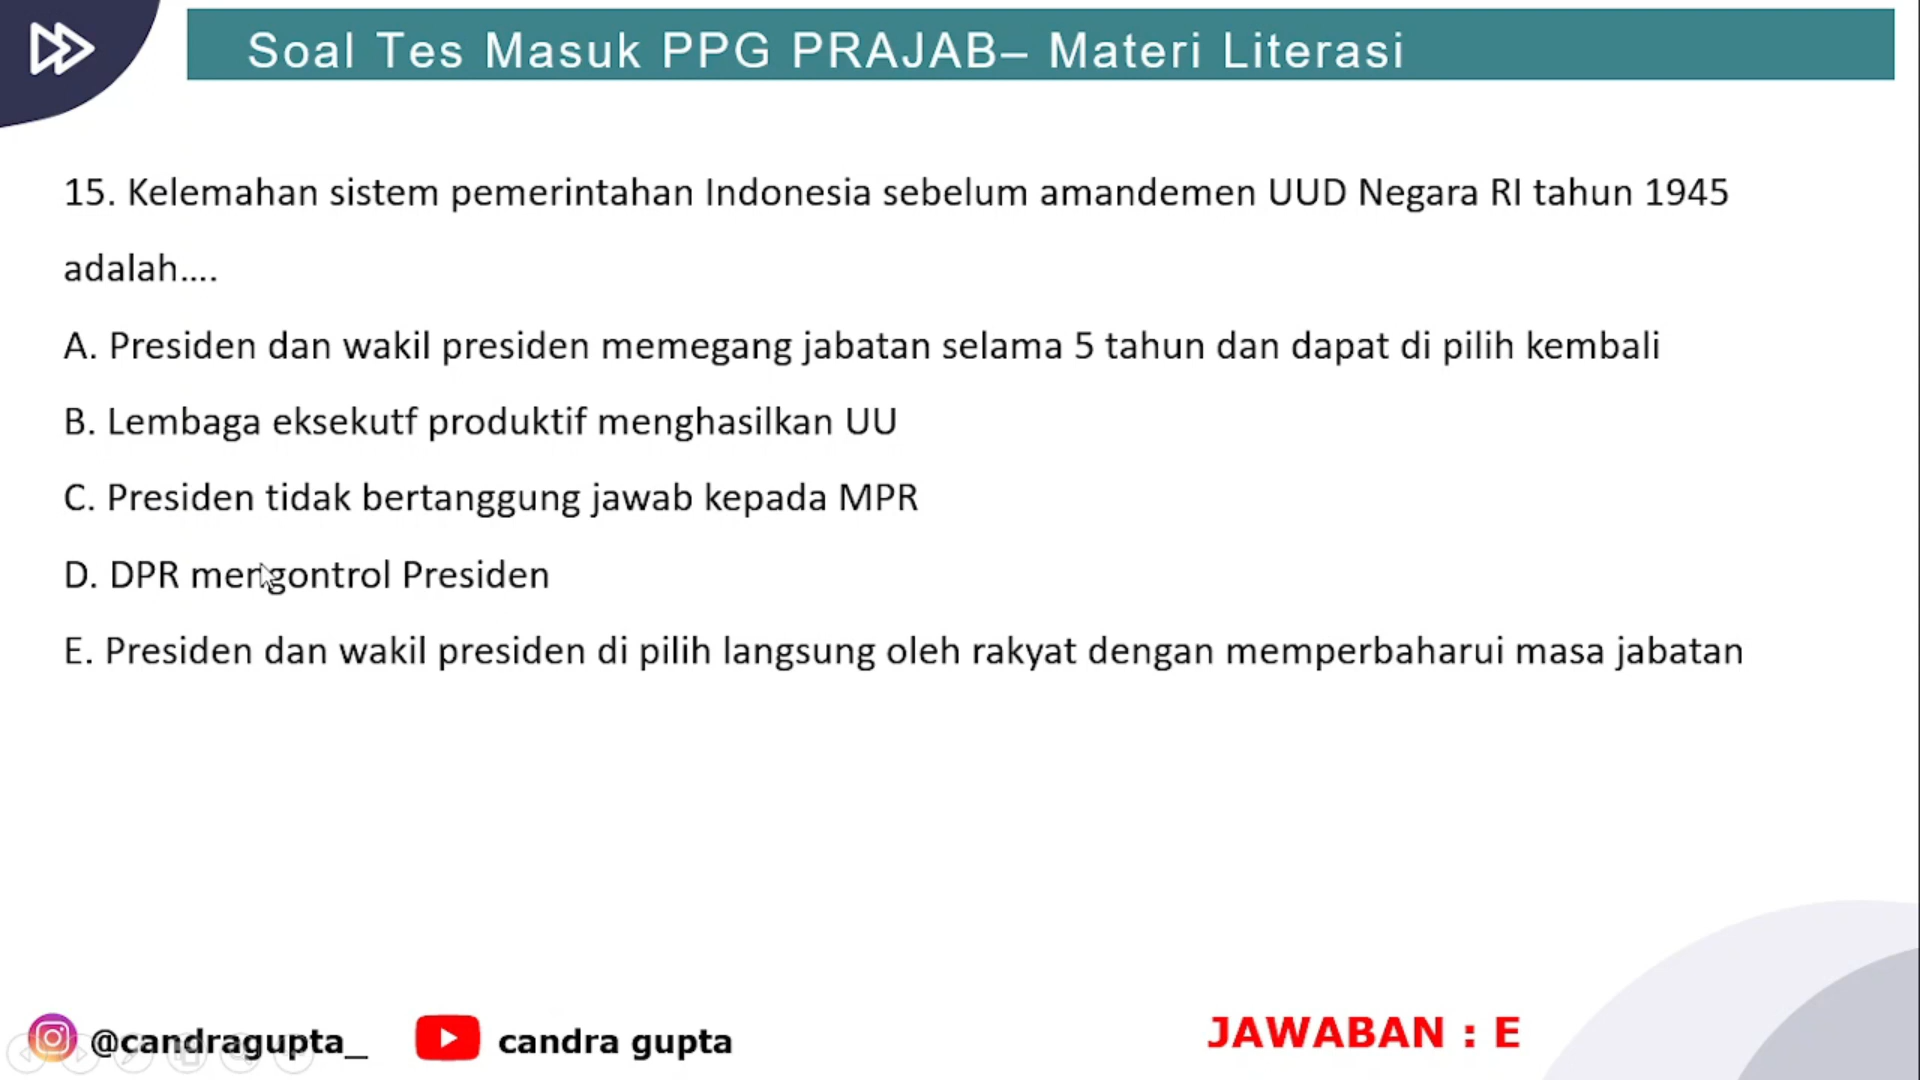 Soal Tes Masuk PPG PRAJAB– Materi Literasi
15. Kelemahan sistem pemerintahan Indonesia sebelum amandemen UUD Negara RI tahun 1945
adalah....
A. Presiden dan wakil presiden memegang jabatan selama 5 tahun dan dapat di pilih kembali
B. Lembaga eksekutf produktif menghasilkan UU
C. Presiden tidak bertanggung jawab kepada MPR
D. DPR mengontrol Presiden
E. Presiden dan wakil presiden di pilih langsung oleh rakyat dengan memperbaharui masa jabatan
@candragupta_ candra gupta JAWABAN : E